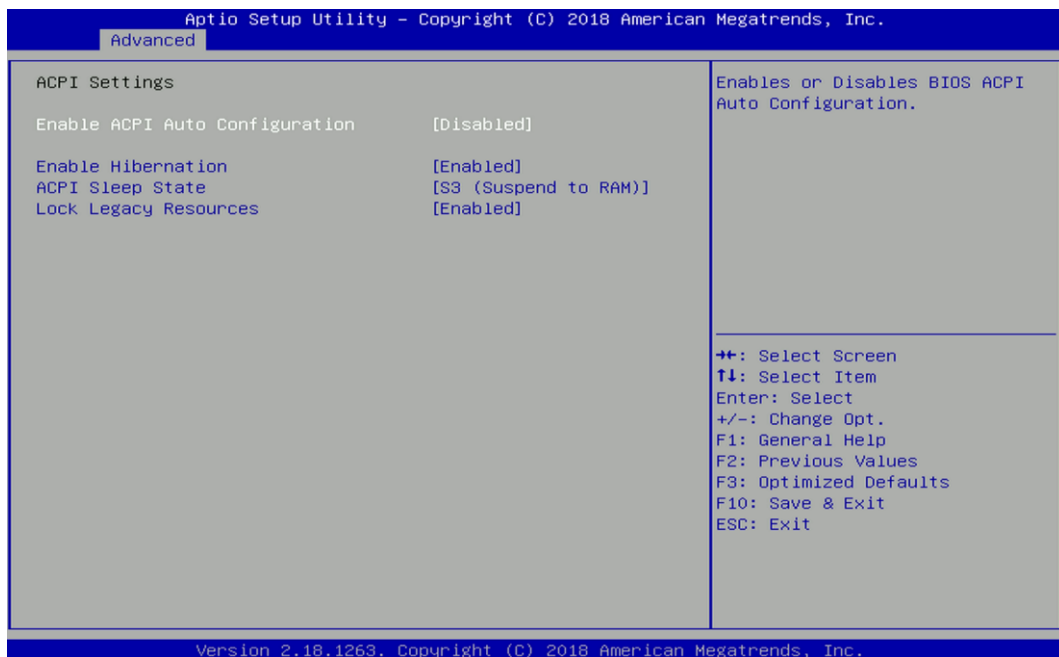 Aptio Setup Utility – Copyright (C) 2018 American Megatrends, Inc.
Advanced
ACPI Settings
Enable ACPI Auto Configuration [Disabled]
Enable Hibernation [Enabled]
ACPI Sleep State [S3 (Suspend to RAM)]
Lock Legacy Resources [Enabled]
Enables or Disables BIOS ACPI
Auto Configuration.
→←: Select Screen
↑↓: Select Item
Enter: Select
+/-: Change Opt.
F1: General Help
F2: Previous Values
F3: Optimized Defaults
F10: Save & Exit
ESC: Exit
Version 2.18.1263. Copyright (C) 2018 American Megatrends, Inc.